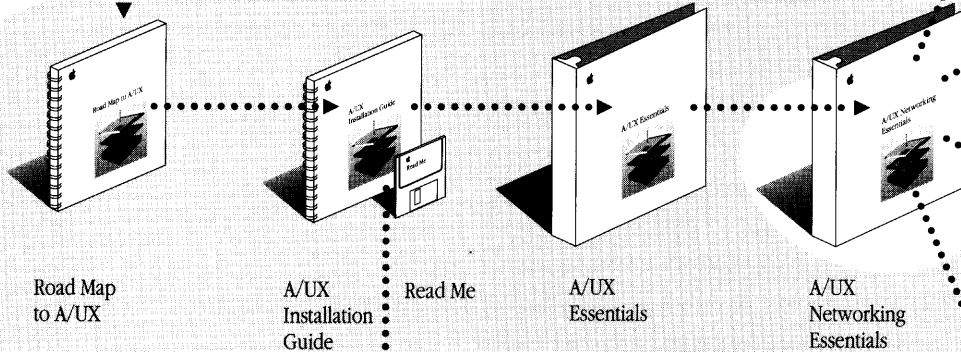 Road Map to A/UX
A/UX
Installation Guide
Read Me
A/UX Essentials
A/UX Networking
Essentials
Road Map
to A/UX
A/UX
Installation
Guide
Read Me
A/UX
Essentials
A/UX
Networking
Essentials